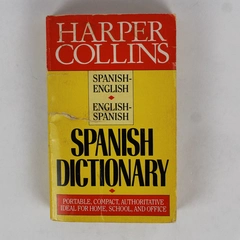 HARPER
COLLINS
SPANISH-
ENGLISH
ENGLISH-
SPANISH
SPANISH
DICTIONARY
PORTABLE, COMPACT, AUTHORITATIVE
IDEAL FOR HOME, SCHOOL, AND OFFICE